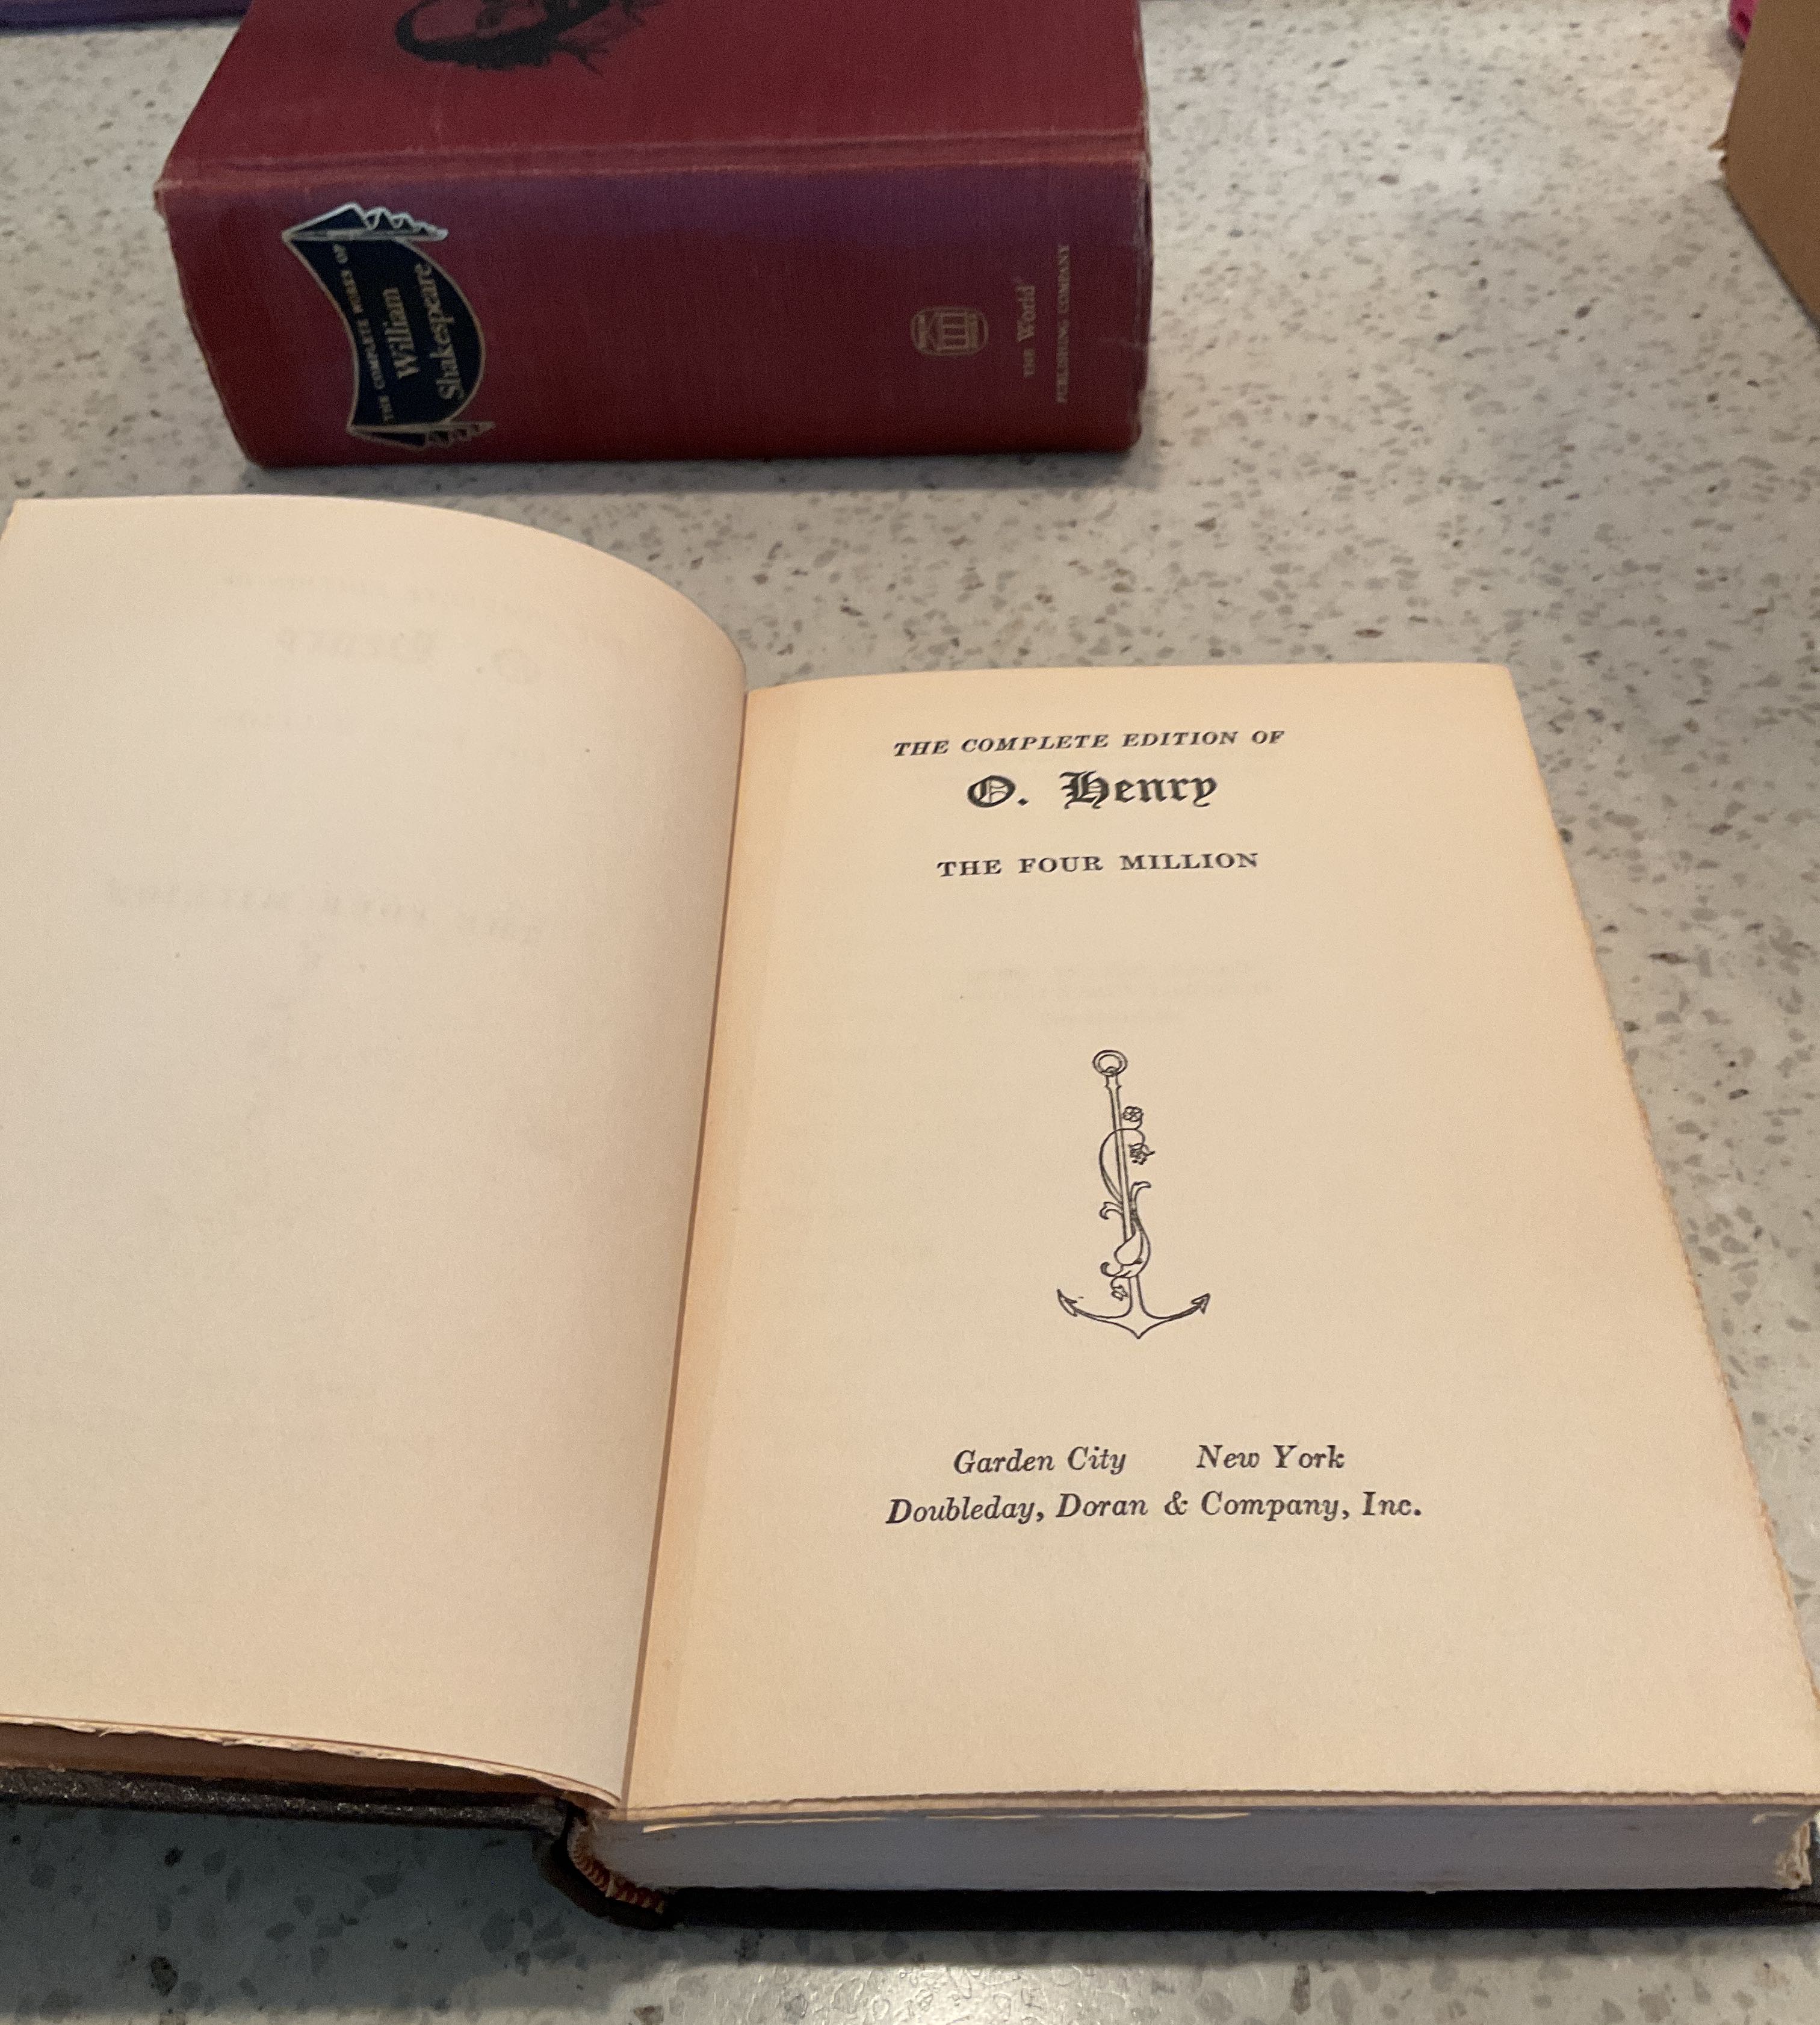 THE COMPLETE WORKS OF
William
Shakespeare
THE World
PUBLISHING COMPANY
THE COMPLETE EDITION OF
O. Henry
THE FOUR MILLION
Garden City New York
Doubleday, Doran & Company, Inc.